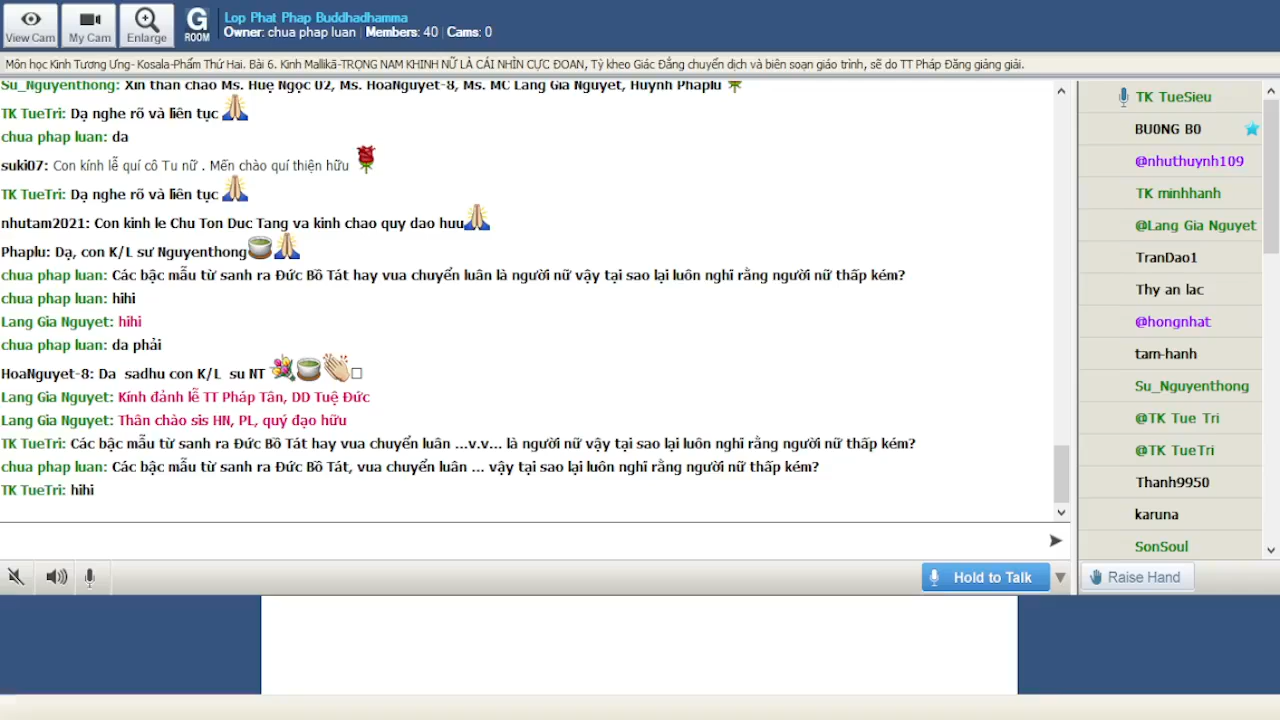 View Cam
My Cam
Enlarge
G ROOM
Lop Phat Phap Buddhadhamma
Owner: chua phap luan | Members: 40 | Cams: 0
Môn học Kinh Tương Ưng- Kosala-Phẩm Thứ Hai. Bài 6. Kinh Mallikā-TRỌNG NAM KHINH NỮ LÀ CÁI NHÌN CỰC ĐOAN, Tỳ kheo Giác Đẳng chuyển dịch và biên soạn giáo trình, sẽ do TT Pháp Đăng giảng giải.
Su_Nguyenthong: Xin thân chào Ms. Huệ Ngọc 02, Ms. HoaNguyet-8, Ms. MC Lang Gia Nguyet, Huynh Phaplu
TK TueTri: Dạ nghe rõ và liên tục
chua phap luan: da
suki07: Con kính lễ quí cô Tu nữ . Mến chào quí thiện hữu
TK TueTri: Dạ nghe rõ và liên tục
nhutam2021: Con kinh le Chu Ton Duc Tang va kinh chao quy dao huu
Phaplu: Dạ, con K/L sư Nguyenthong
chua phap luan: Các bậc mẫu từ sanh ra Đức Bồ Tát hay vua chuyển luân là người nữ vậy tại sao lại luôn nghĩ rằng người nữ thấp kém?
chua phap luan: hihi
Lang Gia Nguyet: hihi
chua phap luan: da phải
HoaNguyet-8: Da sadhu con K/L su NT
Lang Gia Nguyet: Kính đảnh lễ TT Pháp Tân, DD Tuệ Đức
Lang Gia Nguyet: Thân chào sis HN, PL, quý đạo hữu
TK TueTri: Các bậc mẫu từ sanh ra Đức Bồ Tát hay vua chuyển luân ...v.v... là người nữ vậy tại sao lại luôn nghĩ rằng người nữ thấp kém?
chua phap luan: Các bậc mẫu từ sanh ra Đức Bồ Tát, vua chuyển luân ... vậy tại sao lại luôn nghĩ rằng người nữ thấp kém?
TK TueTri: hihi
TK TueSieu
BU0NG B0
@nhuthuynh109
TK minhhanh
@Lang Gia Nguyet
TranDao1
Thy an lac
@hongnhat
tam-hanh
Su_Nguyenthong
@TK Tue Tri
@TK TueTri
Thanh9950
karuna
SonSoul
Hold to Talk
Raise Hand